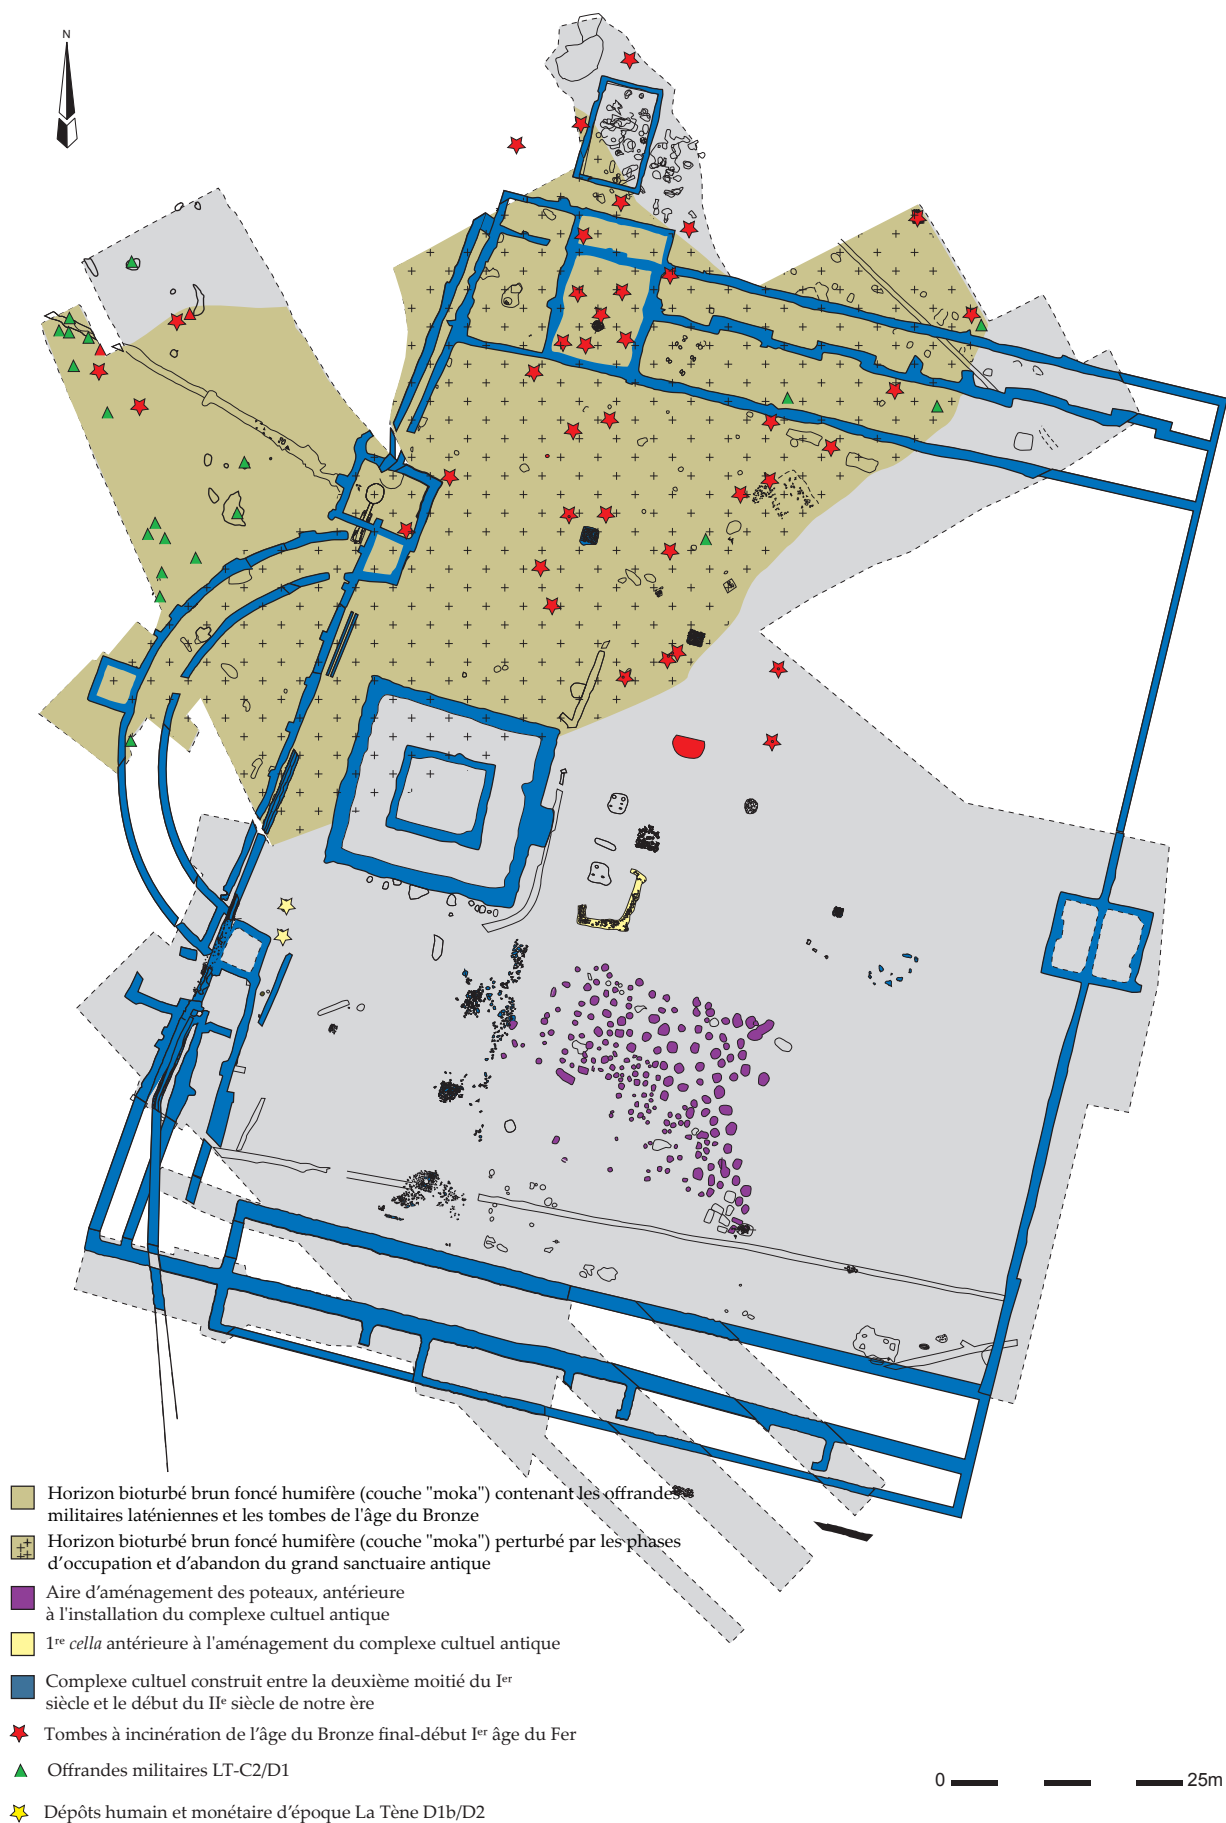 N
Horizon bioturbé brun foncé humifère (couche "moka") contenant les offrandes
militaires laténiennes et les tombes de l'âge du Bronze
Horizon bioturbé brun foncé humifère (couche "moka") perturbé par les phases
d’occupation et d’abandon du grand sanctuaire antique
Aire d’aménagement des poteaux, antérieure
à l'installation du complexe cultuel antique
1re cella antérieure à l'aménagement du complexe cultuel antique
Complexe cultuel construit entre la deuxième moitié du Ier
siècle et le début du IIe siècle de notre ère
Tombes à incinération de l’âge du Bronze final-début Ier âge du Fer
Offrandes militaires LT-C2/D1
0 25m
Dépôts humain et monétaire d’époque La Tène D1b/D2